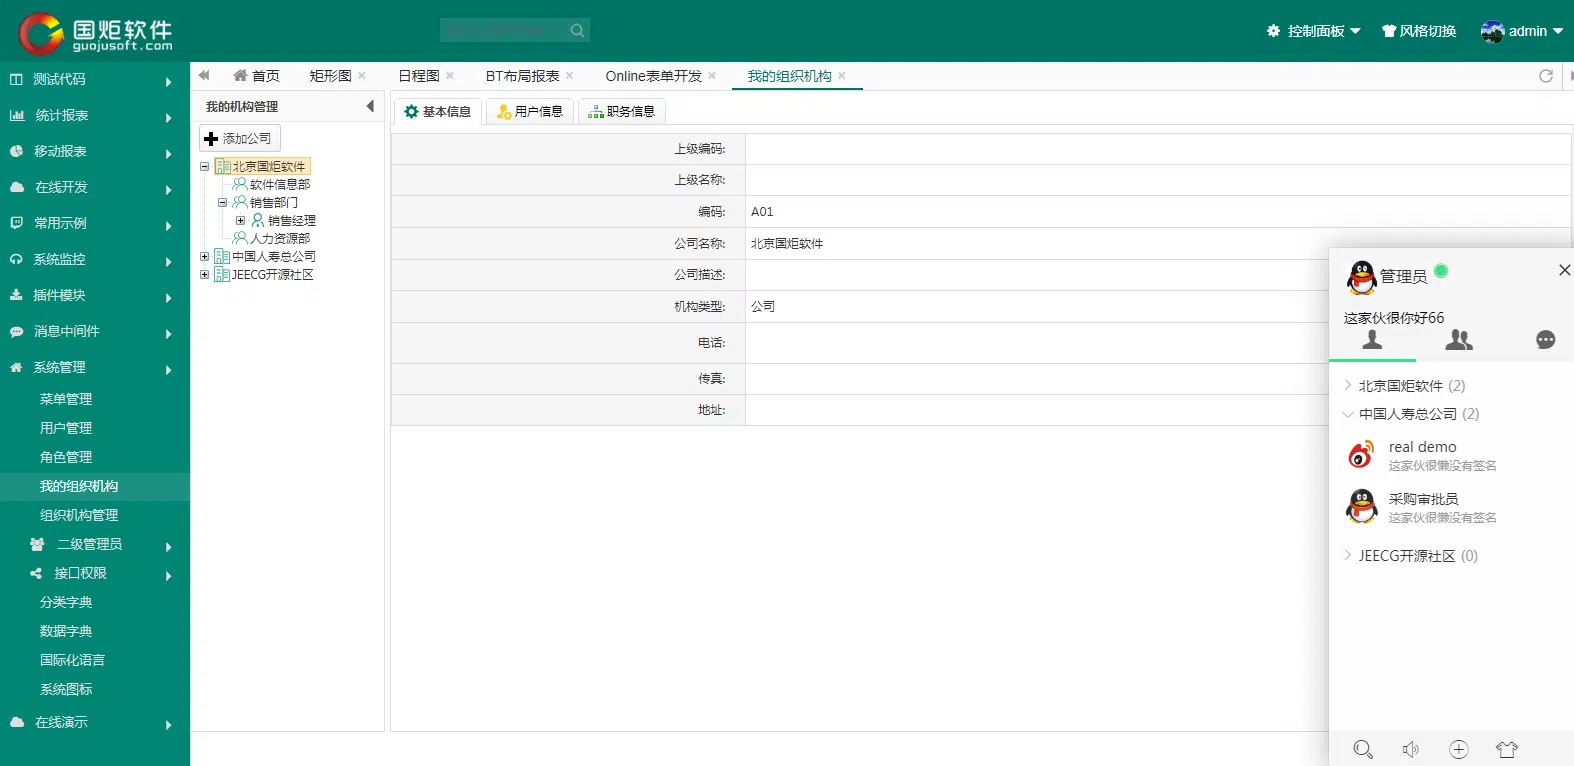 国炬软件
guojusoft.com
控制面板
风格切换
admin
测试代码
统计报表
移动报表
在线开发
常用示例
系统监控
插件模块
消息中间件
系统管理
菜单管理
用户管理
角色管理
我的组织机构
组织机构管理
二级管理员
接口权限
分类字典
数据字典
国际化语言
系统图标
在线演示
首页
矩形图
日程图
BT布局报表
Online表单开发
我的组织机构
我的机构管理
添加公司
北京国炬软件
软件信息部
销售部门
销售经理
人力资源部
中国人寿总公司
JEECG开源社区
基本信息
用户信息
职务信息
上级编码:
上级名称:
编码: A01
公司名称: 北京国炬软件
公司描述:
机构类型: 公司
电话:
传真:
地址:
管理员
这家伙很你好66
北京国炬软件 (2)
中国人寿总公司 (2)
real demo
这家伙很懒没有签名
采购审批员
这家伙很懒没有签名
JEECG开源社区 (0)